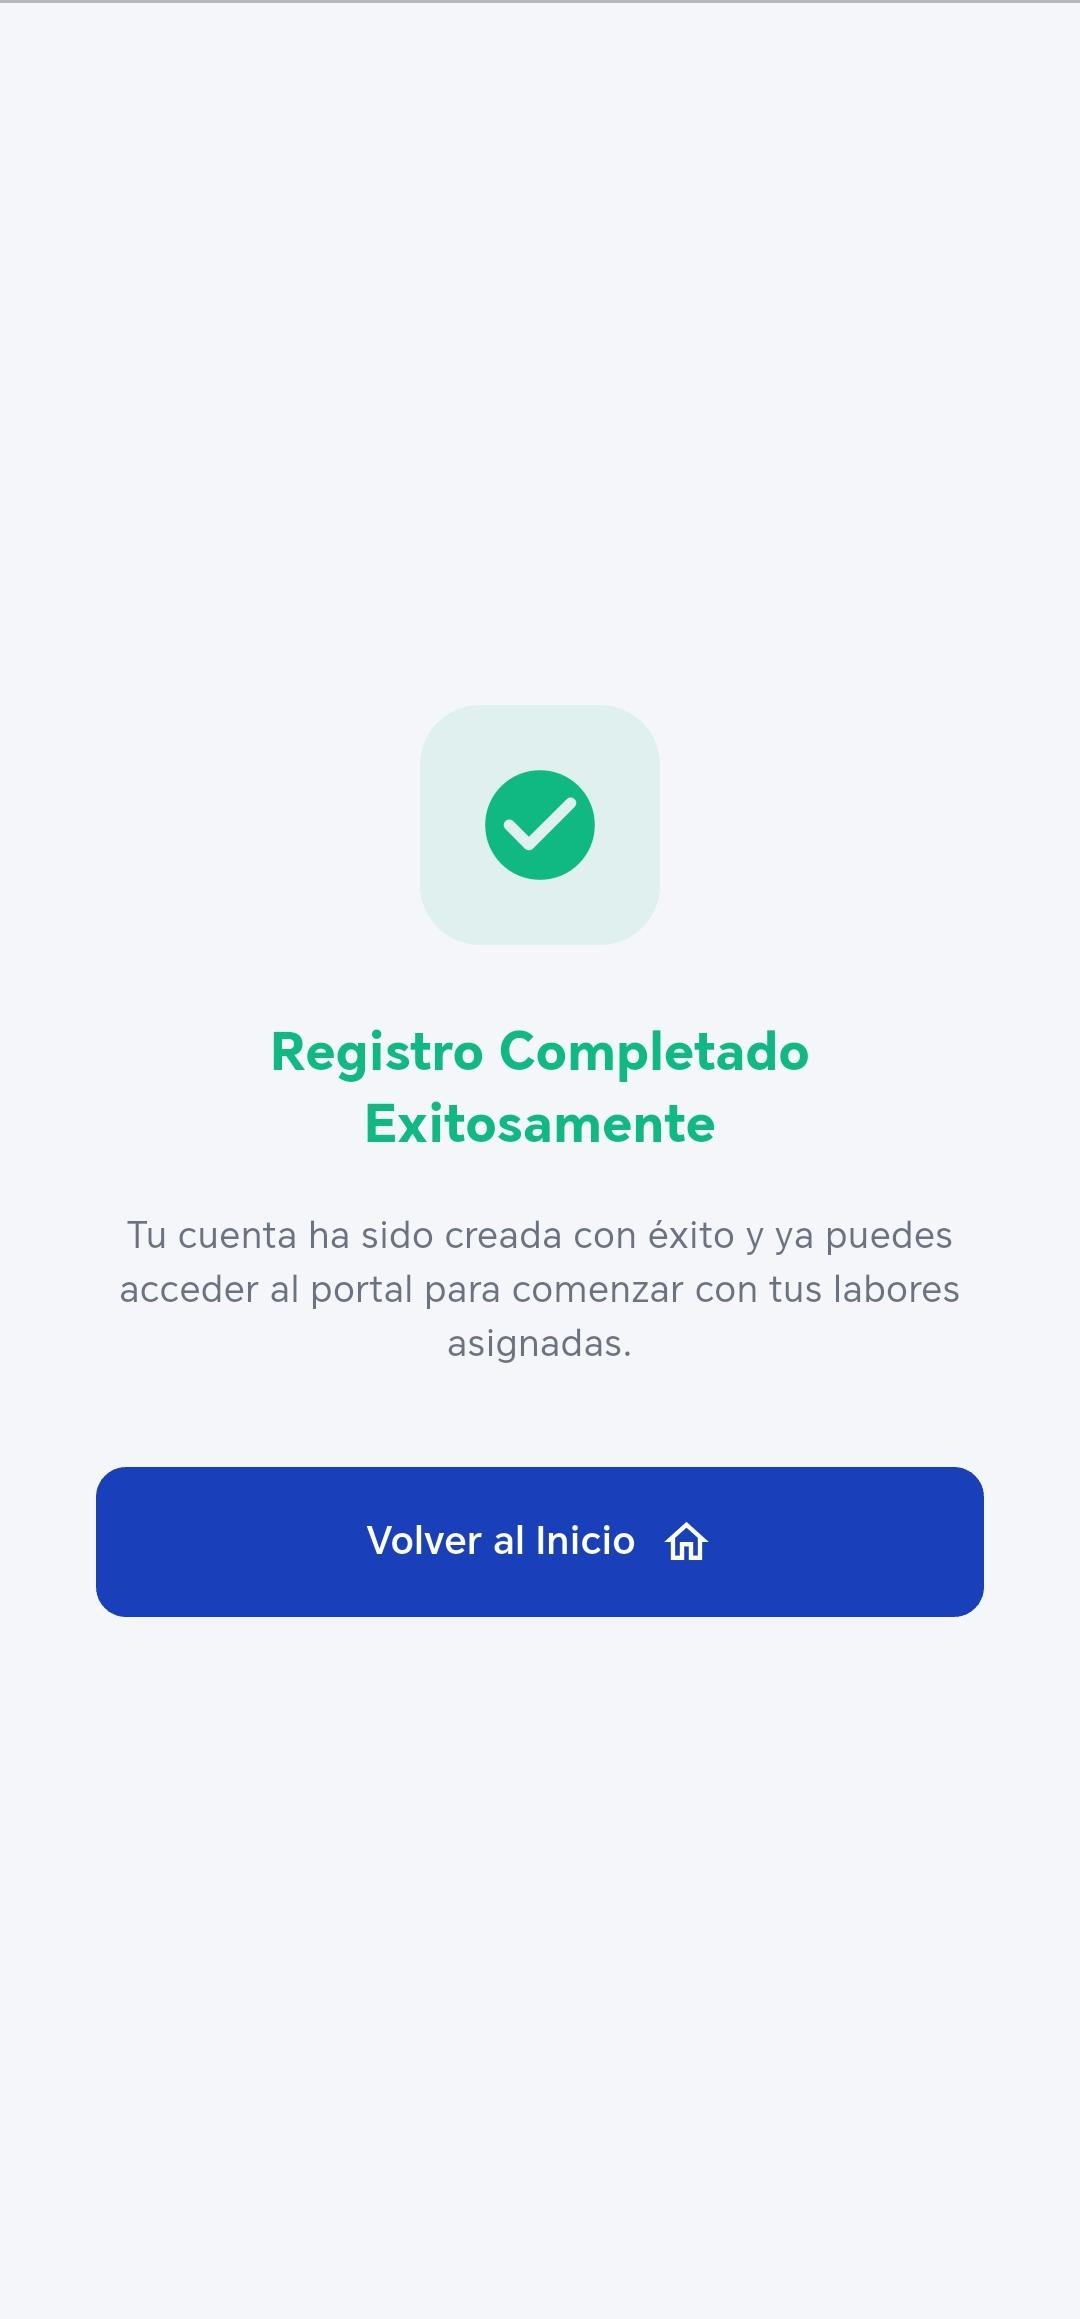 Registro Completado
Exitosamente
Tu cuenta ha sido creada con éxito y ya puedes
acceder al portal para comenzar con tus labores
asignadas.
Volver al Inicio